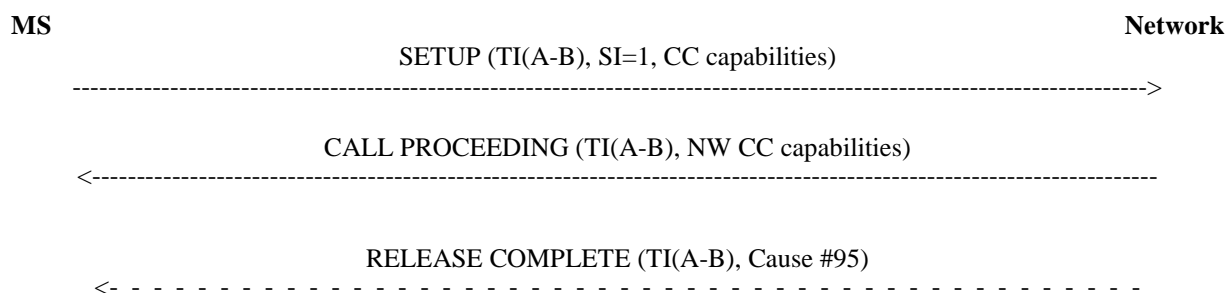 MS Network
SETUP (TI(A-B), SI=1, CC capabilities)
------------------------------------------------------------------------------------------------------------------------>
CALL PROCEEDING (TI(A-B), NW CC capabilities)
<-----------------------------------------------------------------------------------------------------------------------
RELEASE COMPLETE (TI(A-B), Cause #95)
<- - - - - - - - - - - - - - - - - - - - - - - - - - - - - - - - - - - -